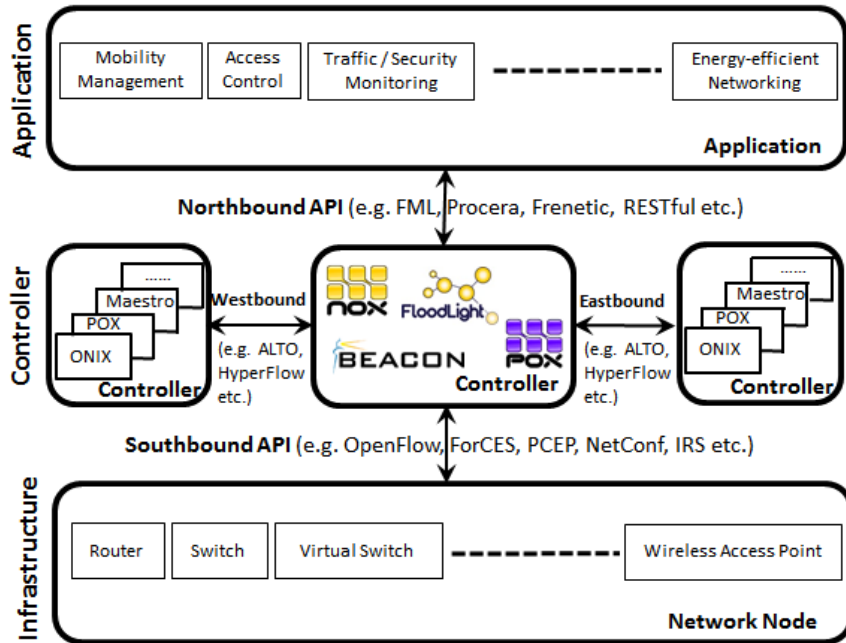 Application
Mobility
Management
Access
Control
Traffic / Security
Monitoring
Energy-efficient
Networking
Application
Northbound API (e.g. FML, Procera, Frenetic, RESTful etc.)
Controller
......
Maestro
POX
ONIX
Controller
Westbound
(e.g. ALTO,
HyperFlow
etc.)
nox
FloodLight
BEACON
POX
Controller
Eastbound
(e.g. ALTO,
HyperFlow
etc.)
......
Maestro
POX
ONIX
Controller
Southbound API (e.g. OpenFlow, ForCES, PCEP, NetConf, IRS etc.)
Infrastructure
Router
Switch
Virtual Switch
Wireless Access Point
Network Node